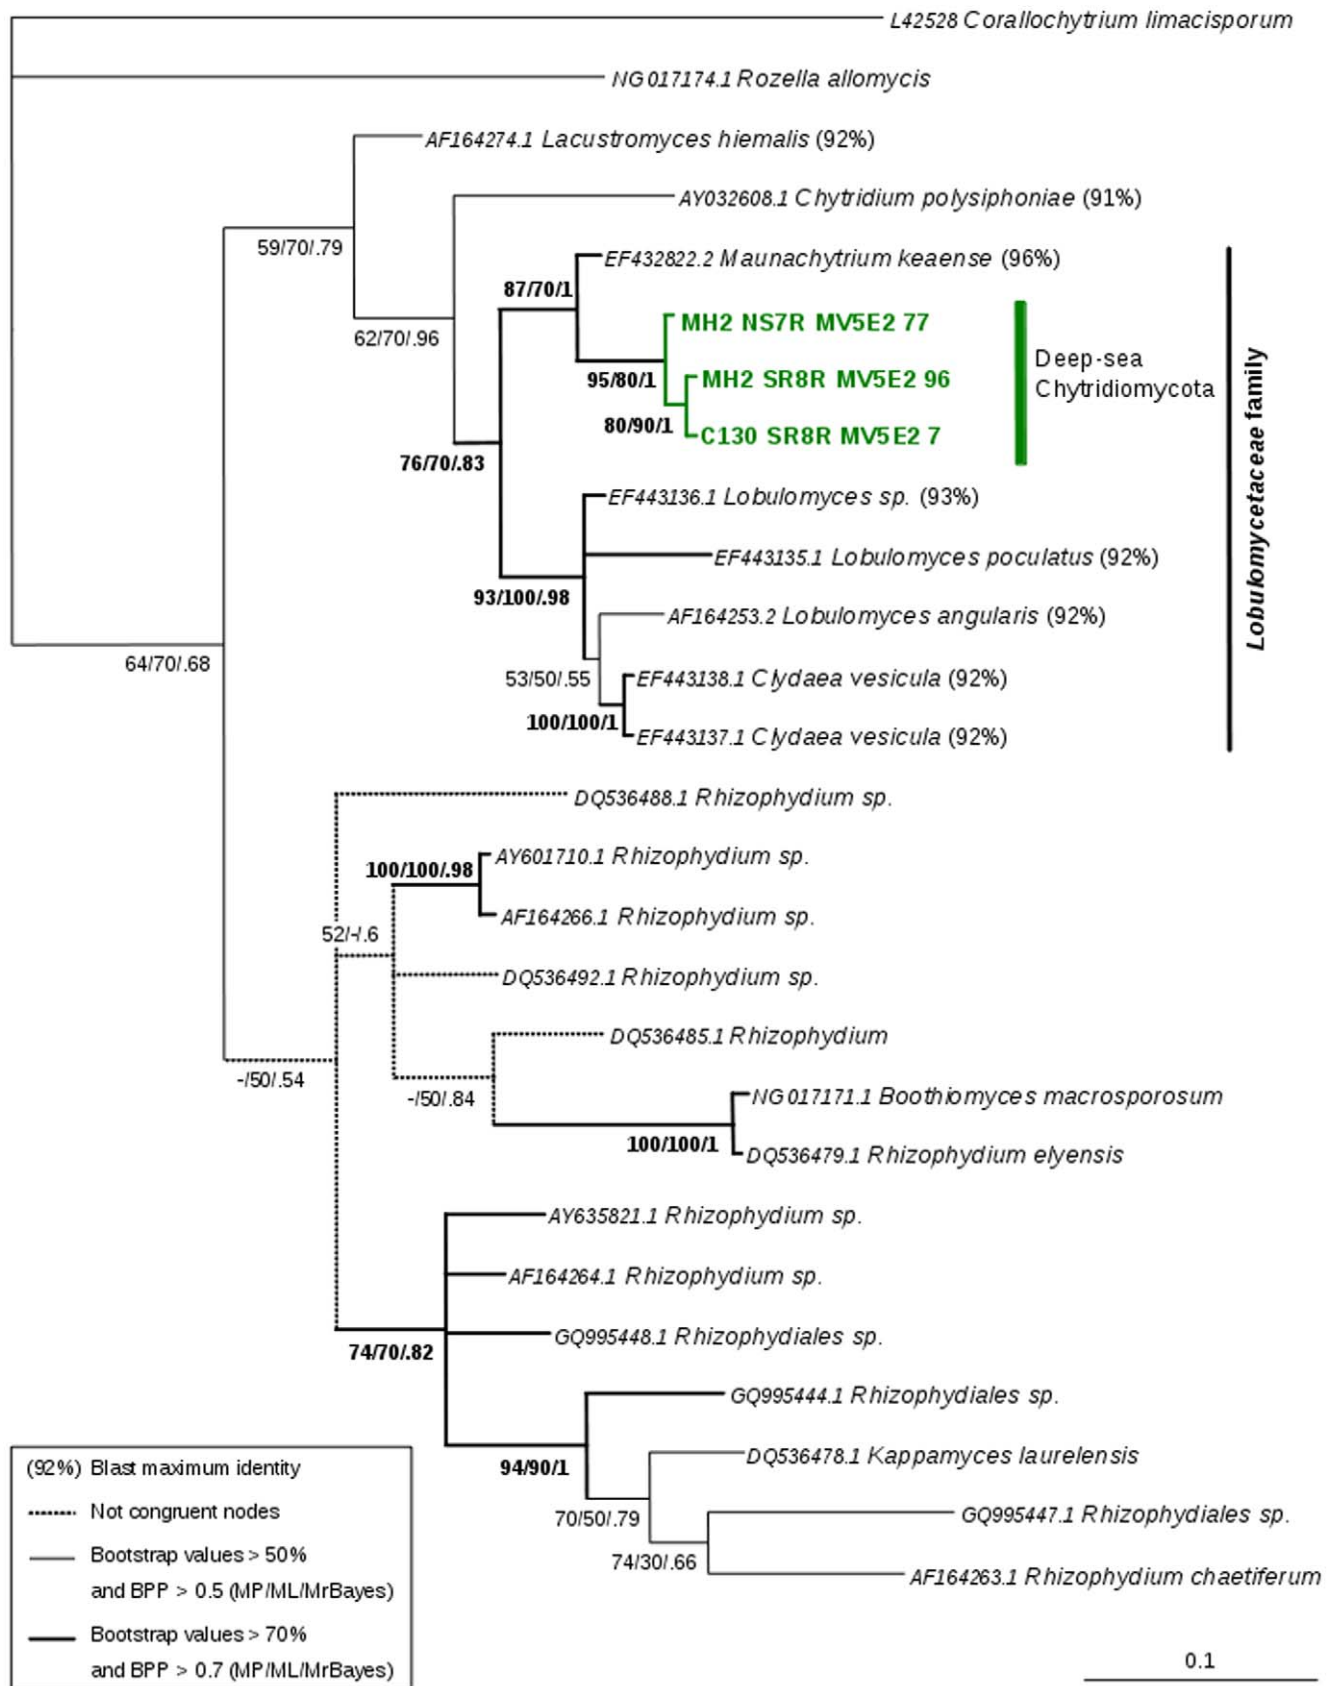 L42528 Corallochytrium limacisporum
NG017174.1 Rozella allomycis
AF164274.1 Lacustromyces hiemalis (92%)
AY032608.1 Chytridium polysiphoniae (91%)
59/70/.79
EF432822.2 Maunachytrium keaense (96%)
87/70/1
MH2 NS7R MV5E2 77
62/70/.96
Deep-sea
Chytridiomycota
95/80/1
MH2 SR8R MV5E2 96
80/90/1
C130 SR8R MV5E2 7
76/70/.83
Lobulomycetaceae family
EF443136.1 Lobulomyces sp. (93%)
EF443135.1 Lobulomyces poculatus (92%)
93/100/.98
AF164253.2 Lobulomyces angularis (92%)
64/70/.68
53/50/.55
EF443138.1 Clydaea vesicula (92%)
100/100/1
EF443137.1 Clydaea vesicula (92%)
DQ536488.1 Rhizophydium sp.
AY601710.1 Rhizophydium sp.
100/100/.98
AF164266.1 Rhizophydium sp.
52/-/.6
DQ536492.1 Rhizophydium sp.
DQ536485.1 Rhizophydium
-/50/.54
-/50/.84
NG017171.1 Boothiomyces macrosporosum
100/100/1
DQ536479.1 Rhizophydium elyensis
AY635821.1 Rhizophydium sp.
AF164264.1 Rhizophydium sp.
GQ995448.1 Rhizophydiales sp.
74/70/.82
GQ995444.1 Rhizophydiales sp.
DQ536478.1 Kappamyces laurelensis
94/90/1
70/50/.79
GQ995447.1 Rhizophydiales sp.
74/30/.66
AF164263.1 Rhizophydium chaetiferum
(92%) Blast maximum identity
Not congruent nodes
Bootstrap values > 50%
and BPP > 0.5 (MP/ML/MrBayes)
Bootstrap values > 70%
and BPP > 0.7 (MP/ML/MrBayes)
0.1